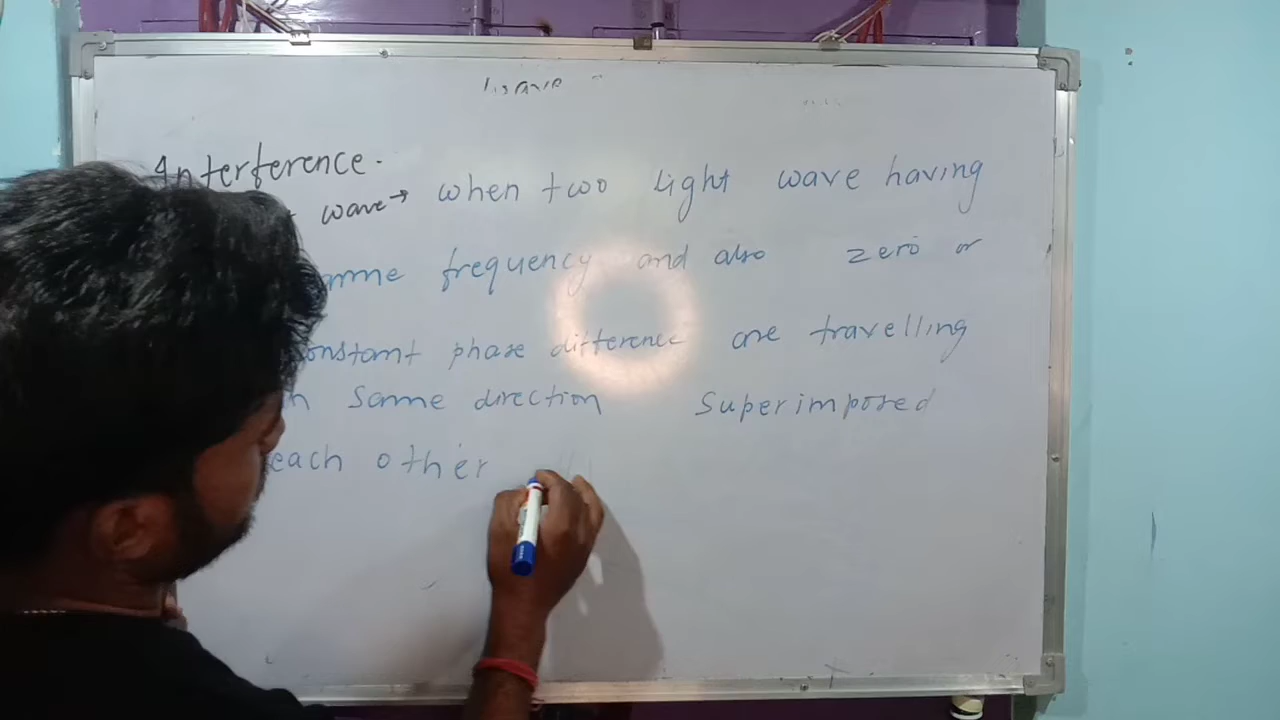 Interference.
wave → when two light wave having
same frequency and also zero or
constant phase difference are travelling
same direction superimposed
each other